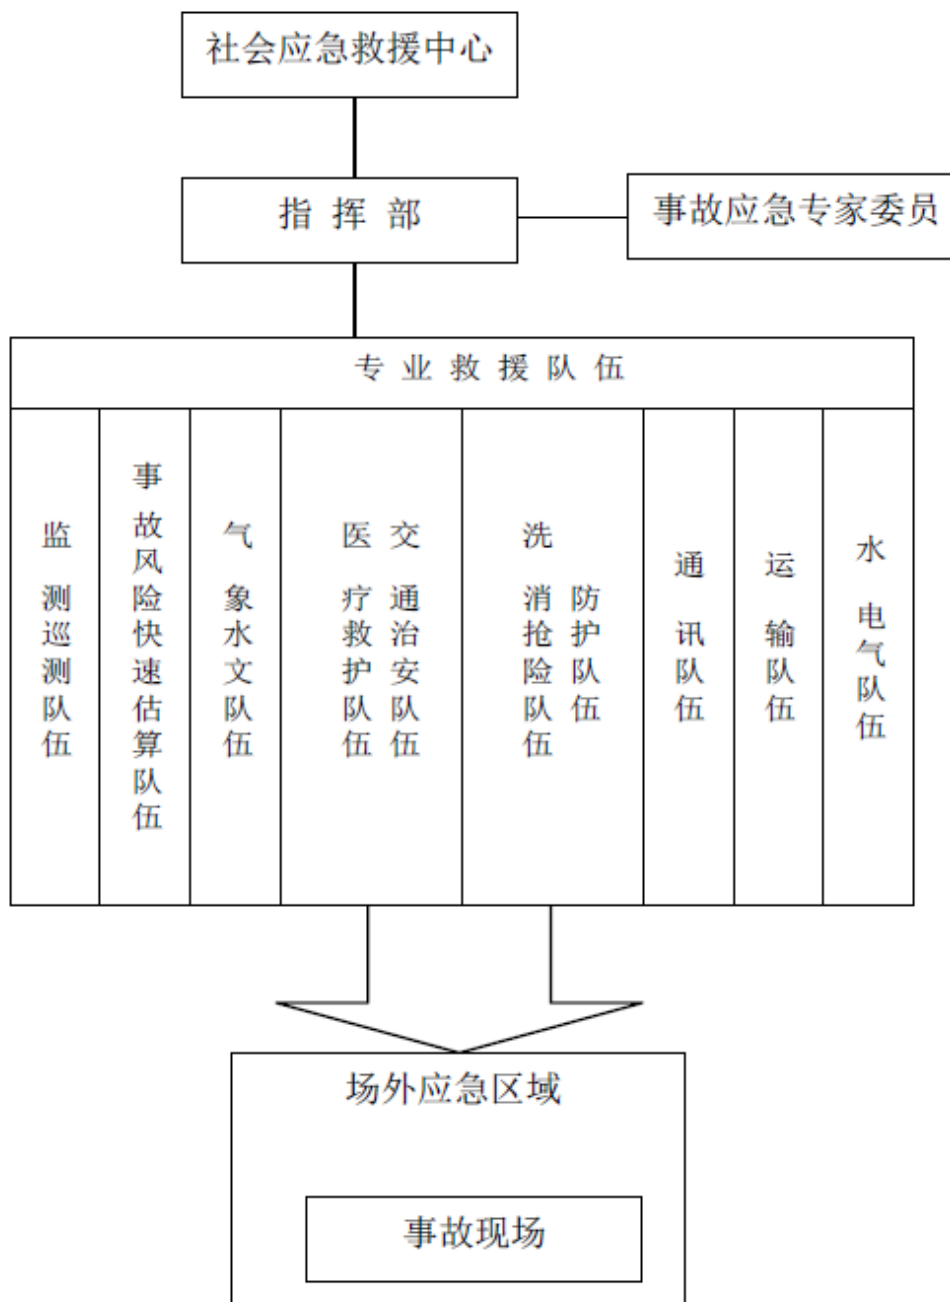 社会应急救援中心
指挥部
事故应急专家委员
专业救援队伍
监测巡测队伍
事故风险快速估算队伍
气象水文队伍
医疗救护队伍
交通治安队伍
洗消抢险队伍
防护队伍
通讯队伍
运输队伍
水电气队伍
场外应急区域
事故现场